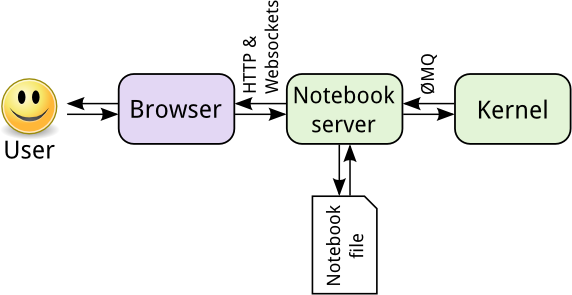 User
Browser
HTTP &
Websockets
Notebook
server
ØMQ
Kernel
Notebook
file